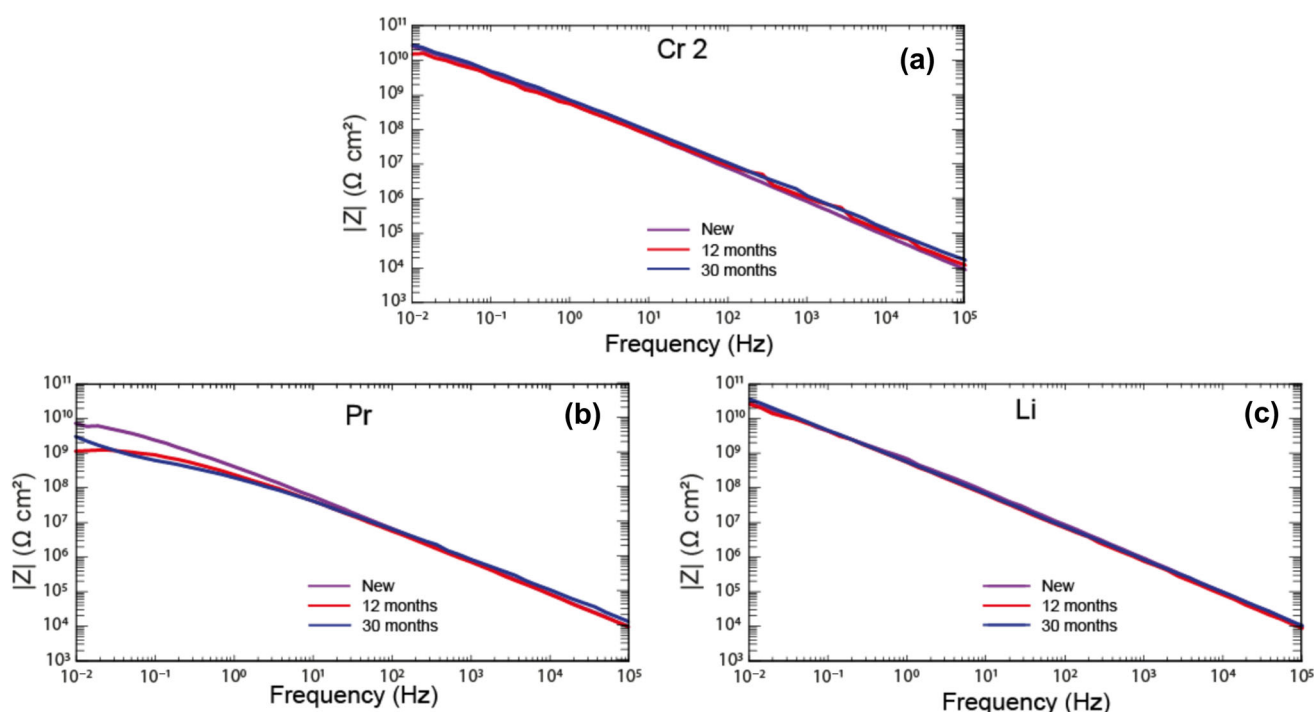 Cr 2
(a)
|Z| (Ω cm²)
10¹¹
10¹⁰
10⁹
10⁸
10⁷
10⁶
10⁵
10⁴
10³
New
12 months
30 months
10⁻² 10⁻¹ 10⁰ 10¹ 10² 10³ 10⁴ 10⁵
Frequency (Hz)
Pr
(b)
|Z| (Ω cm²)
10¹¹
10¹⁰
10⁹
10⁸
10⁷
10⁶
10⁵
10⁴
10³
New
12 months
30 months
10⁻² 10⁻¹ 10⁰ 10¹ 10² 10³ 10⁴ 10⁵
Frequency (Hz)
Li
(c)
|Z| (Ω cm²)
10¹¹
10¹⁰
10⁹
10⁸
10⁷
10⁶
10⁵
10⁴
10³
New
12 months
30 months
10⁻² 10⁻¹ 10⁰ 10¹ 10² 10³ 10⁴ 10⁵
Frequency (Hz)